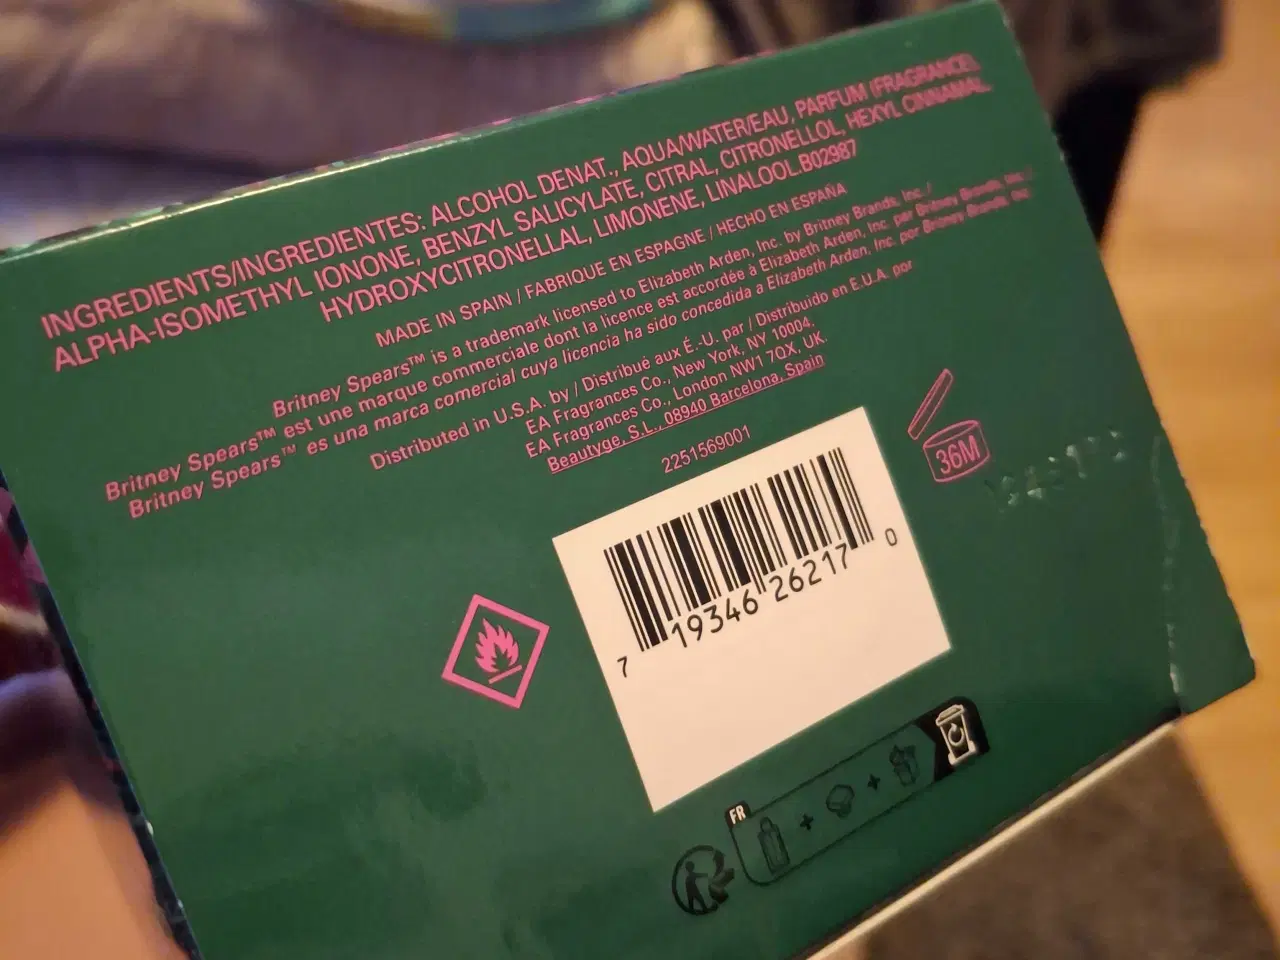 INGREDIENTS/INGREDIENTES: ALCOHOL DENAT., AQUA/WATER/EAU, PARFUM (FRAGRANCE),
ALPHA-ISOMETHYL IONONE, BENZYL SALICYLATE, CITRAL, CITRONELLOL, HEXYL CINNAMAL,
HYDROXYCITRONELLAL, LIMONENE, LINALOOL.B02987
MADE IN SPAIN / FABRIQUE EN ESPAGNE / HECHO EN ESPAÑA
Britney Spears™ is a trademark licensed to Elizabeth Arden, Inc. by Britney Brands, Inc. /
Britney Spears™ est une marque commerciale dont la licence est accordée à Elizabeth Arden, Inc. par Britney Brands, Inc. /
Britney Spears™ es una marca comercial cuya licencia ha sido concedida a Elizabeth Arden, Inc. por Britney Brands, Inc
Distributed in U.S.A. by / Distribué aux É.-U. par / Distribuido en E.U.A. por
EA Fragrances Co., New York, NY 10004.
EA Fragrances Co., London NW1 7QX, UK.
Beautyge, S.L., 08940 Barcelona, Spain
2251569001
36M
7 19346 26217 0
FR